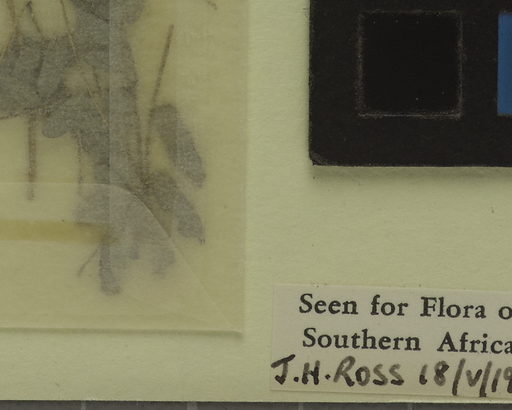 Seen for Flora o
Southern Africa
J.H. ROSS 18/V/19